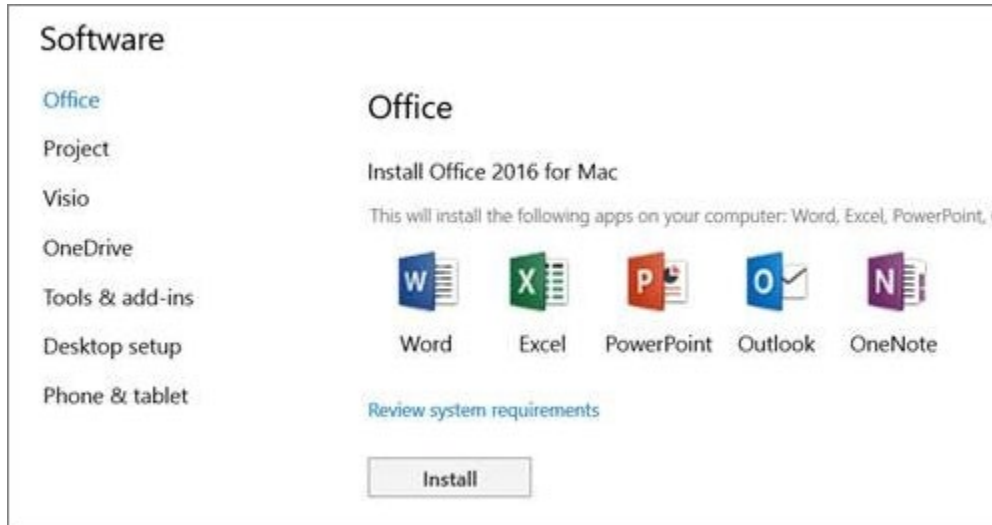 Software
Office
Project
Visio
OneDrive
Tools & add-ins
Desktop setup
Phone & tablet
Office
Install Office 2016 for Mac
This will install the following apps on your computer: Word, Excel, PowerPoint,
W X P O N
Word Excel PowerPoint Outlook OneNote
Review system requirements
Install